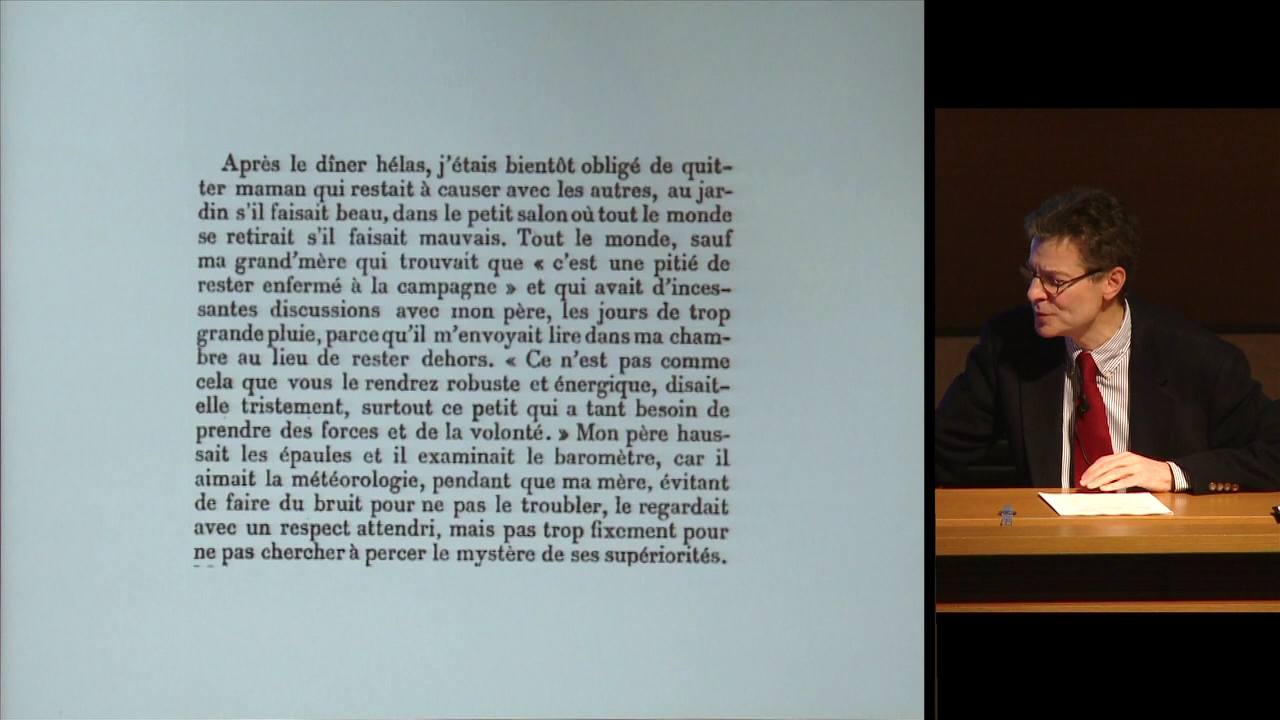 Après le dîner hélas, j'étais bientôt obligé de quit-
ter maman qui restait à causer avec les autres, au jar-
din s'il faisait beau, dans le petit salon où tout le monde
se retirait s'il faisait mauvais. Tout le monde, sauf
ma grand'mère qui trouvait que « c'est une pitié de
rester enfermé à la campagne » et qui avait d'inces-
santes discussions avec mon père, les jours de trop
grande pluie, parce qu'il m'envoyait lire dans ma cham-
bre au lieu de rester dehors. « Ce n'est pas comme
cela que vous le rendrez robuste et énergique, disait-
elle tristement, surtout ce petit qui a tant besoin de
prendre des forces et de la volonté. » Mon père haus-
sait les épaules et il examinait le baromètre, car il
aimait la météorologie, pendant que ma mère, évitant
de faire du bruit pour ne pas le troubler, le regardait
avec un respect attendri, mais pas trop fixement pour
ne pas chercher à percer le mystère de ses supériorités.